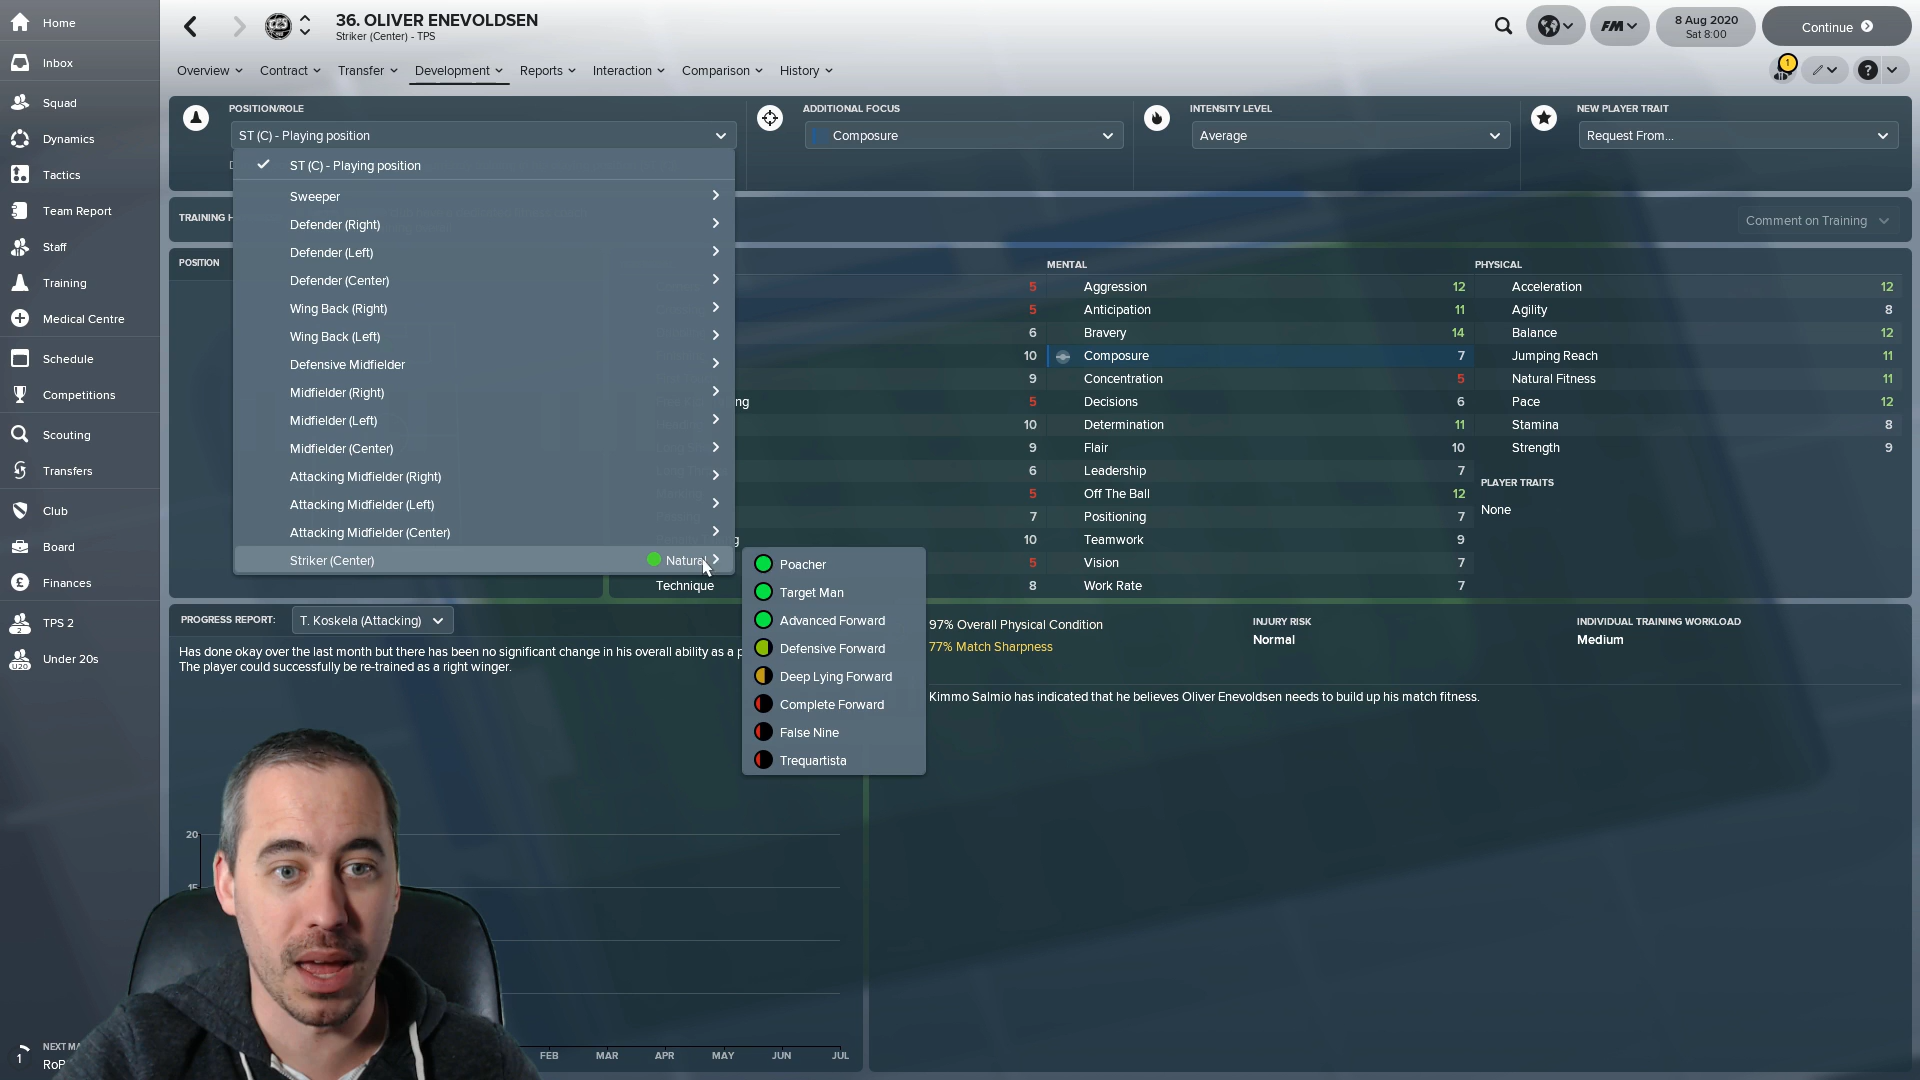 Home
Inbox
Squad
Dynamics
Tactics
Team Report
Staff
Training
Medical Centre
Schedule
Competitions
Scouting
Transfers
Club
Board
Finances
TPS 2
2
Under 20s
U20
1
NEXT
RoP
36. OLIVER ENEVOLDSEN
Striker (Center) - TPS
FM
8 Aug 2020
Sat 8:00
Continue
Overview
Contract
Transfer
Development
Reports
Interaction
Comparison
History
1
?
POSITION/ROLE
ST (C) - Playing position
ADDITIONAL FOCUS
Composure
INTENSITY LEVEL
Average
NEW PLAYER TRAIT
Request From...
ST (C) - Playing position
Sweeper
Defender (Right)
Defender (Left)
Defender (Center)
Wing Back (Right)
Wing Back (Left)
Defensive Midfielder
Midfielder (Right)
Midfielder (Left)
Midfielder (Center)
Attacking Midfielder (Right)
Attacking Midfielder (Left)
Attacking Midfielder (Center)
Striker (Center) Natural
Poacher
Target Man
Advanced Forward
Defensive Forward
Deep Lying Forward
Complete Forward
False Nine
Trequartista
TRAINING
Comment on Training
POSITION
5
5
6
10
9
5
10
9
6
5
7
10
5
Technique 8
MENTAL
Aggression 12
Anticipation 11
Bravery 14
Composure 7
Concentration 5
Decisions 6
Determination 11
Flair 10
Leadership 7
Off The Ball 12
Positioning 7
Teamwork 9
Vision 7
Work Rate 7
PHYSICAL
Acceleration 12
Agility 8
Balance 12
Jumping Reach 11
Natural Fitness 11
Pace 12
Stamina 8
Strength 9
PLAYER TRAITS
None
PROGRESS REPORT: T. Koskela (Attacking)
Has done okay over the last month but there has been no significant change in his overall ability as a
The player could successfully be re-trained as a right winger.
20
15
FEB MAR APR MAY JUN JUL
97% Overall Physical Condition
77% Match Sharpness
INJURY RISK
Normal
INDIVIDUAL TRAINING WORKLOAD
Medium
Kimmo Salmio has indicated that he believes Oliver Enevoldsen needs to build up his match fitness.